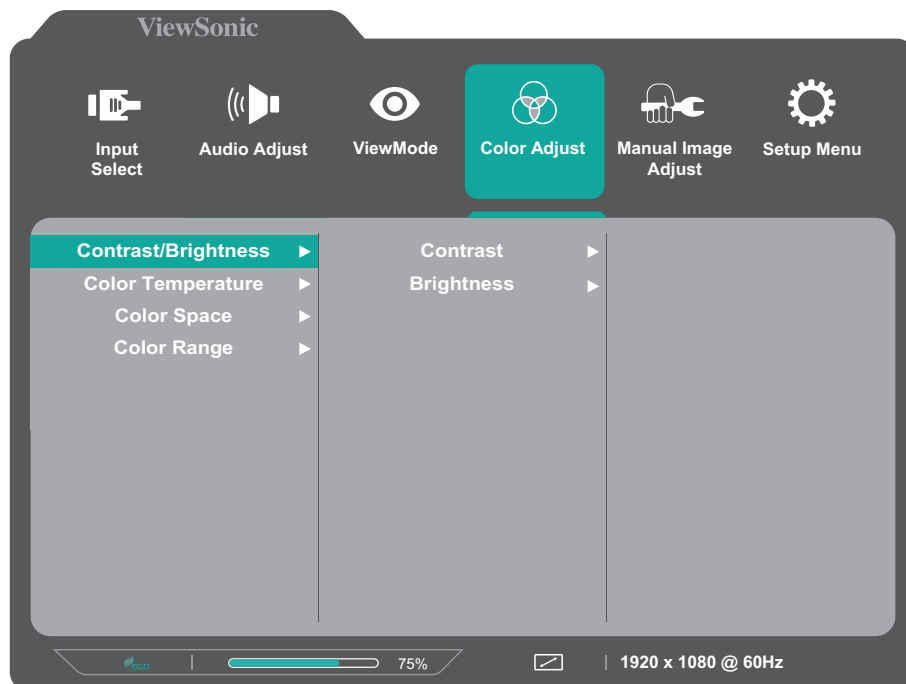 ViewSonic
Input
Select
Audio Adjust
ViewMode
Color Adjust
Manual Image
Adjust
Setup Menu
Contrast/Brightness
Color Temperature
Color Space
Color Range
Contrast
Brightness
ECO
75%
1920 x 1080 @ 60Hz